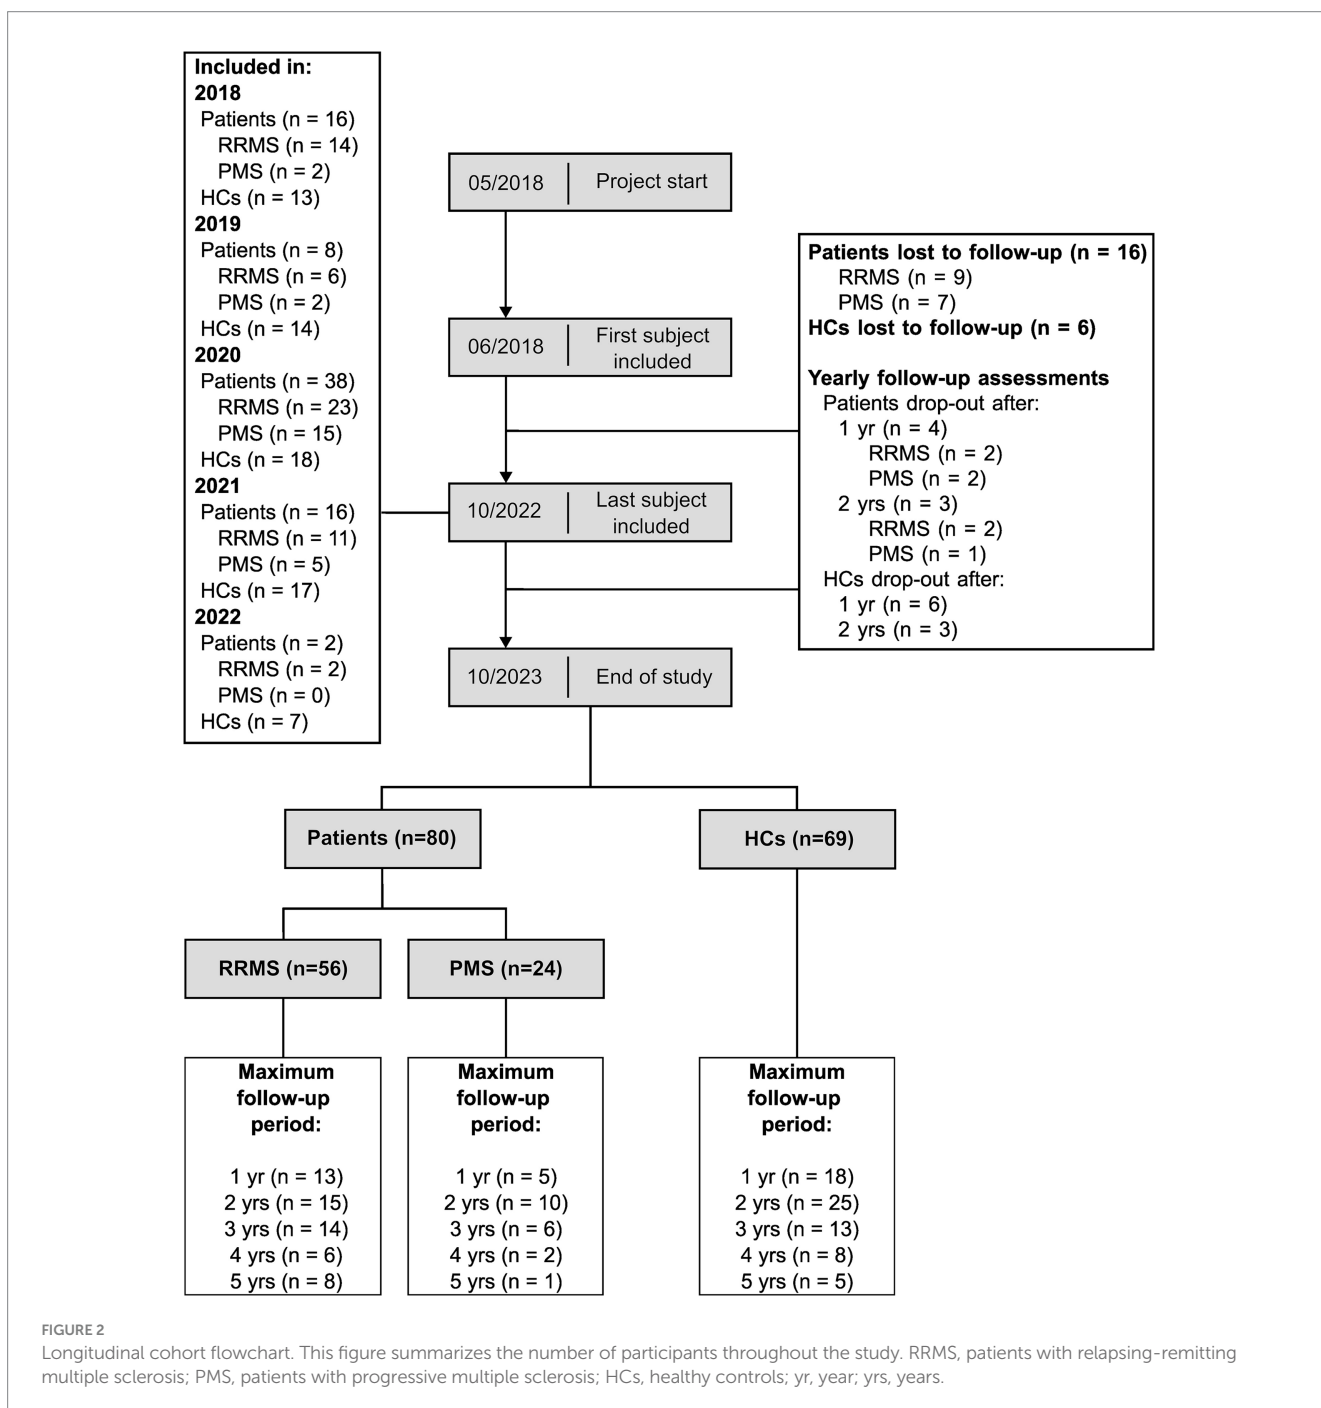 Included in:
2018
Patients (n = 16)
RRMS (n = 14)
PMS (n = 2)
HCs (n = 13)
2019
Patients (n = 8)
RRMS (n = 6)
PMS (n = 2)
HCs (n = 14)
2020
Patients (n = 38)
RRMS (n = 23)
PMS (n = 15)
HCs (n = 18)
2021
Patients (n = 16)
RRMS (n = 11)
PMS (n = 5)
HCs (n = 17)
2022
Patients (n = 2)
RRMS (n = 2)
PMS (n = 0)
HCs (n = 7)
05/2018
Project start
06/2018
First subject
included
10/2022
Last subject
included
10/2023
End of study
Patients lost to follow-up (n = 16)
RRMS (n = 9)
PMS (n = 7)
HCs lost to follow-up (n = 6)
Yearly follow-up assessments
Patients drop-out after:
1 yr (n = 4)
RRMS (n = 2)
PMS (n = 2)
2 yrs (n = 3)
RRMS (n = 2)
PMS (n = 1)
HCs drop-out after:
1 yr (n = 6)
2 yrs (n = 3)
Patients (n=80)
HCs (n=69)
RRMS (n=56)
PMS (n=24)
Maximum
follow-up
period:
1 yr (n = 13)
2 yrs (n = 15)
3 yrs (n = 14)
4 yrs (n = 6)
5 yrs (n = 8)
Maximum
follow-up
period:
1 yr (n = 5)
2 yrs (n = 10)
3 yrs (n = 6)
4 yrs (n = 2)
5 yrs (n = 1)
Maximum
follow-up
period:
1 yr (n = 18)
2 yrs (n = 25)
3 yrs (n = 13)
4 yrs (n = 8)
5 yrs (n = 5)
FIGURE 2
Longitudinal cohort flowchart. This figure summarizes the number of participants throughout the study. RRMS, patients with relapsing-remitting
multiple sclerosis; PMS, patients with progressive multiple sclerosis; HCs, healthy controls; yr, year; yrs, years.